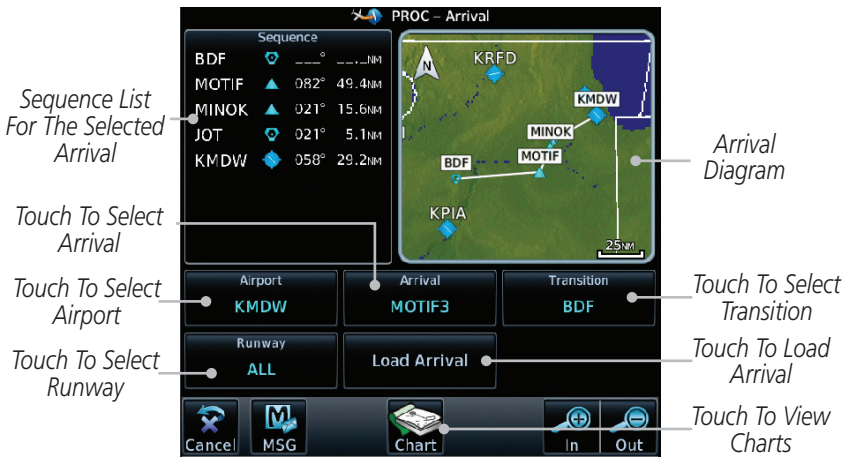 PROC – Arrival
Sequence
BDF ___° __._NM
MOTIF 082° 49.4NM
MINOK 021° 15.6NM
JOT 021° 5.1NM
KMDW 058° 29.2NM
N
KRFD
KMDW
MINOK
MOTIF
BDF
KPIA
25NM
Sequence List
For The Selected
Arrival
Arrival
Diagram
Touch To Select
Arrival
Touch To Select
Airport
Airport
KMDW
Arrival
MOTIF3
Transition
BDF
Touch To Select
Transition
Touch To Select
Runway
Runway
ALL
Load Arrival
Touch To Load
Arrival
Cancel
MSG
Chart
In
Out
Touch To View
Charts